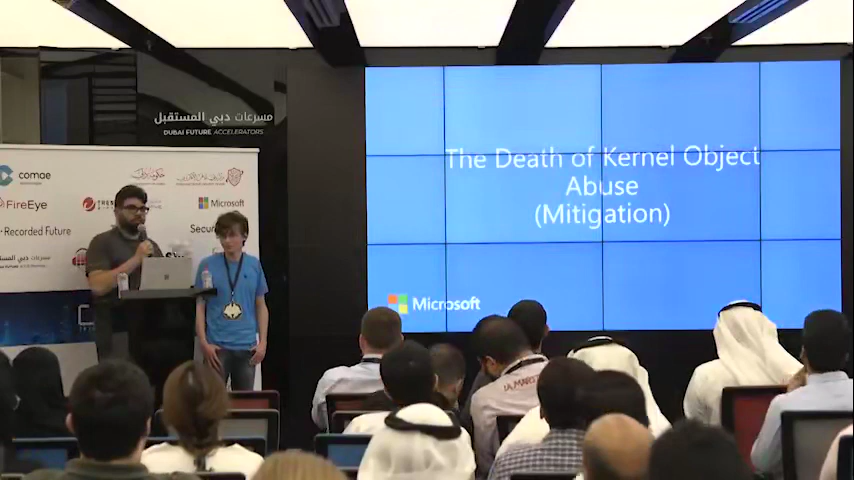 مسرعات دبي المستقبل
DUBAI FUTURE ACCELERATORS
comae
FireEye
Microsoft
Recorded Future
The Death of Kernel Object
Abuse
(Mitigation)
Microsoft